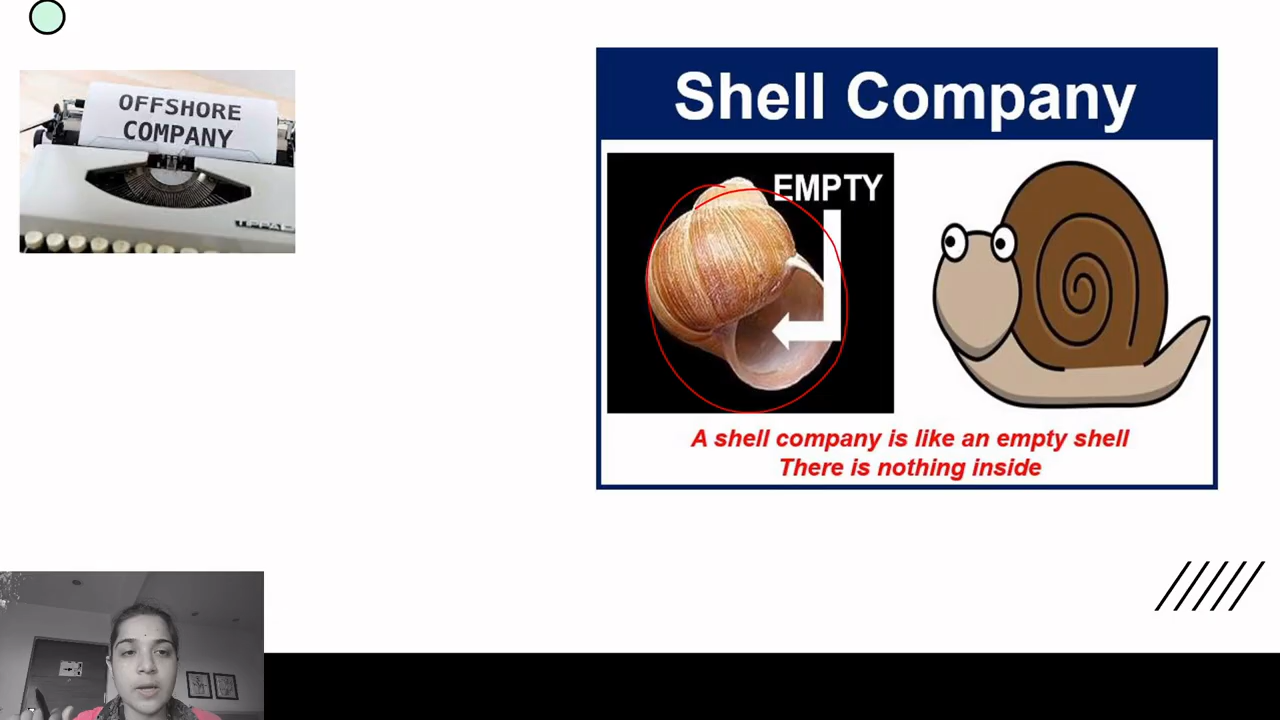 OFFSHORE
COMPANY
Shell Company
EMPTY
A shell company is like an empty shell
There is nothing inside